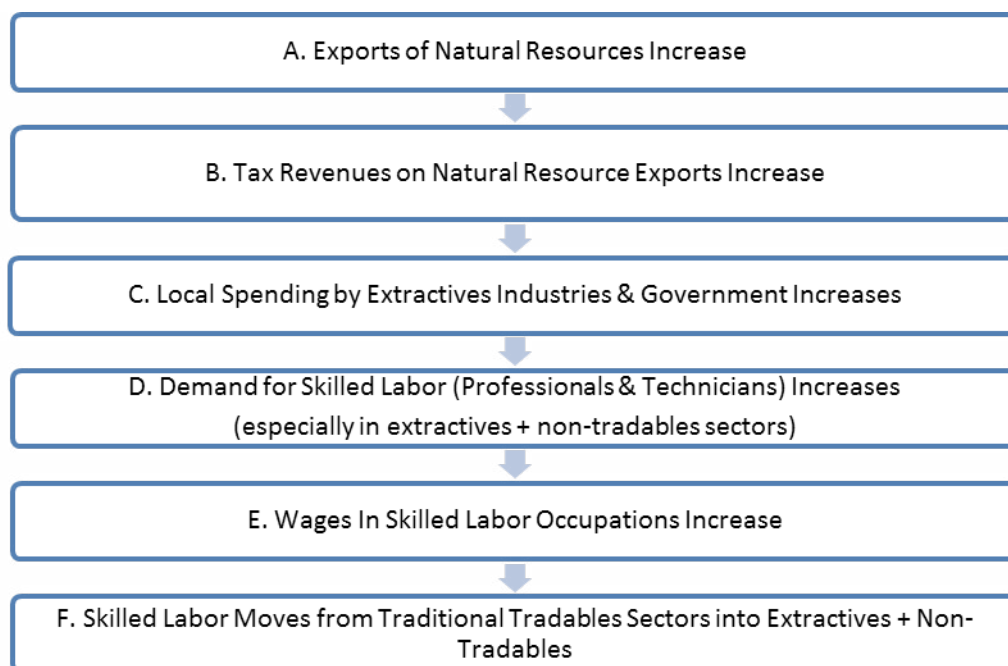 A. Exports of Natural Resources Increase
B. Tax Revenues on Natural Resource Exports Increase
C. Local Spending by Extractives Industries & Government Increases
D. Demand for Skilled Labor (Professionals & Technicians) Increases
(especially in extractives + non-tradables sectors)
E. Wages In Skilled Labor Occupations Increase
F. Skilled Labor Moves from Traditional Tradables Sectors into Extractives + Non-
Tradables